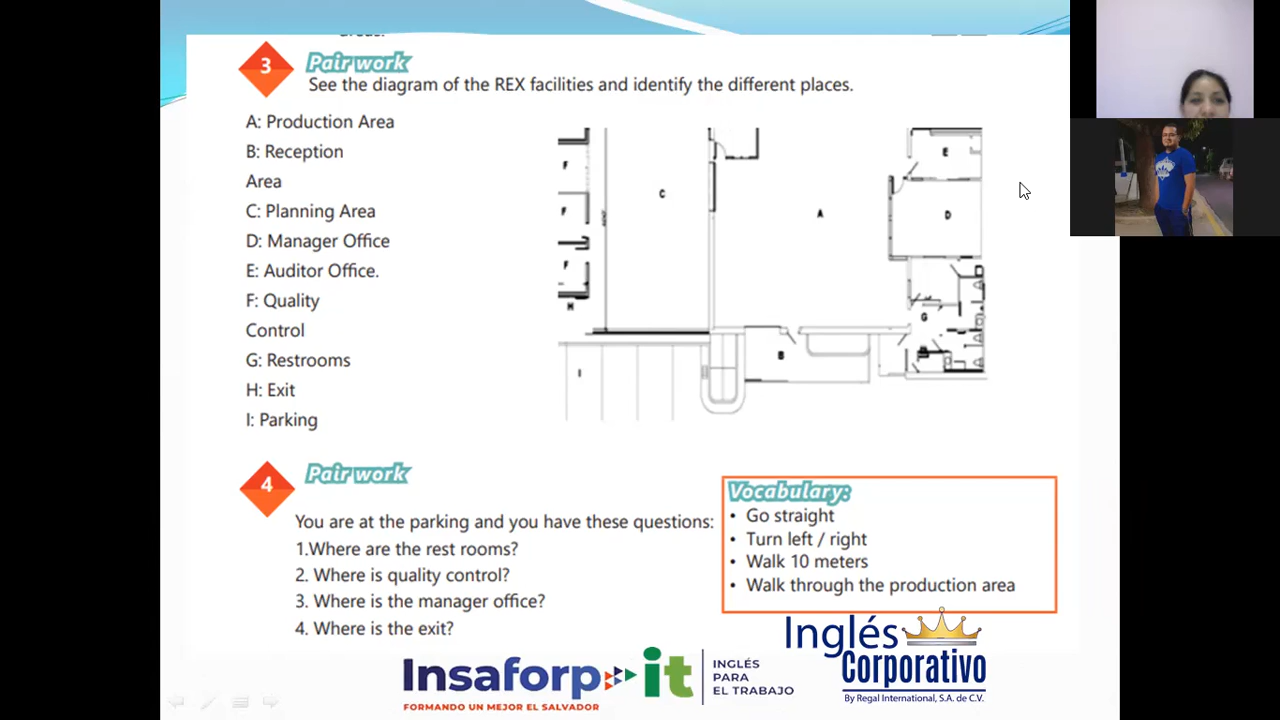 3
Pair work
See the diagram of the REX facilities and identify the different places.
A: Production Area
B: Reception
Area
C: Planning Area
D: Manager Office
E: Auditor Office.
F: Quality
Control
G: Restrooms
H: Exit
I: Parking
F
F
F
H
C
A
E
D
G
B
I
4
Pair work
You are at the parking and you have these questions:
1.Where are the rest rooms?
2. Where is quality control?
3. Where is the manager office?
4. Where is the exit?
Vocabulary:
• Go straight
• Turn left / right
• Walk 10 meters
• Walk through the production area
Insaforp
FORMANDO UN MEJOR EL SALVADOR
it
INGLÉS
PARA
EL TRABAJO
Inglés
Corporativo
By Regal International, S.A. de C.V.